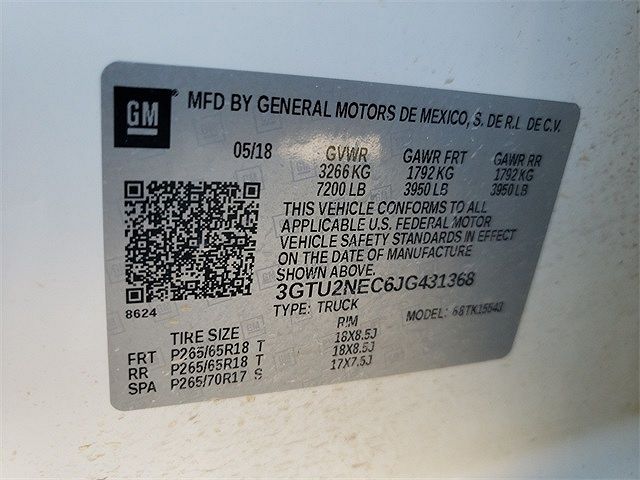 GM® MFD BY GENERAL MOTORS DE MEXICO, S. DE R.L. DE C.V.
05/18 GVWR GAWR FRT GAWR RR
3266 KG 1792 KG 1792 KG
7200 LB 3950 LB 3950 LB
THIS VEHICLE CONFORMS TO ALL
APPLICABLE U.S. FEDERAL MOTOR
VEHICLE SAFETY STANDARDS IN EFFECT
ON THE DATE OF MANUFACTURE
SHOWN ABOVE.
3GTU2NEC6JG431368
8624 TYPE: TRUCK MODEL: 68TK15543
TIRE SIZE RIM
FRT P265/65R18 T 18X8.5J
RR P265/65R18 T 18X8.5J
SPA P265/70R17 S 17X7.5J